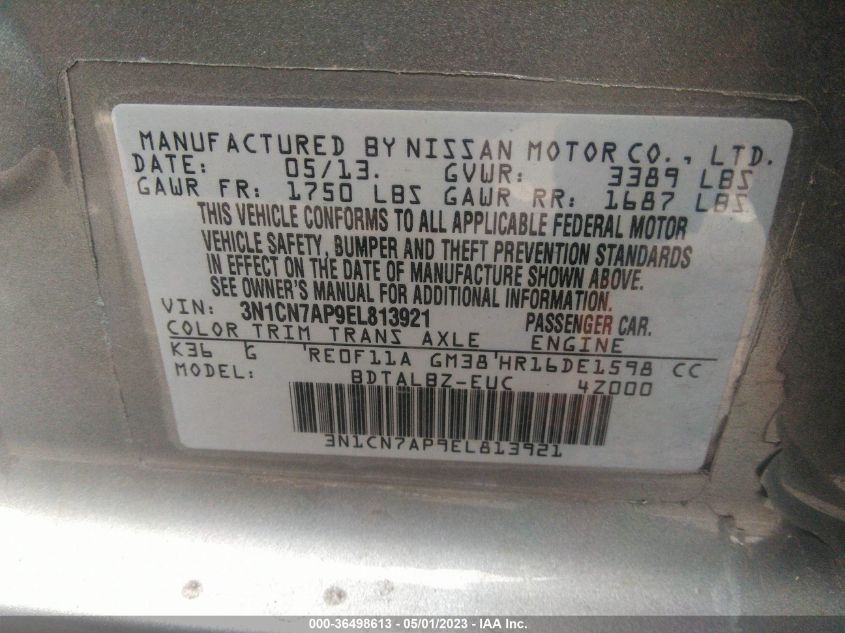 MANUFACTURED BY NISSAN MOTOR CO., LTD.
DATE: 05/13. GVWR: 3389 LBS
GAWR FR: 1750 LBS GAWR RR: 1687 LBS
THIS VEHICLE CONFORMS TO ALL APPLICABLE FEDERAL MOTOR
VEHICLE SAFETY, BUMPER AND THEFT PREVENTION STANDARDS
IN EFFECT ON THE DATE OF MANUFACTURE SHOWN ABOVE.
SEE OWNER'S MANUAL FOR ADDITIONAL INFORMATION.
VIN: 3N1CN7AP9EL813921 PASSENGER CAR.
COLOR TRIM TRANS AXLE ENGINE
K36 G 'RE0F11A GM38'HR16DE1598 CC
MODEL: BDTALBZ-EUC 4Z000
3N1CN7AP9EL813921
000-36498613 - 05/01/2023 - IAA Inc.